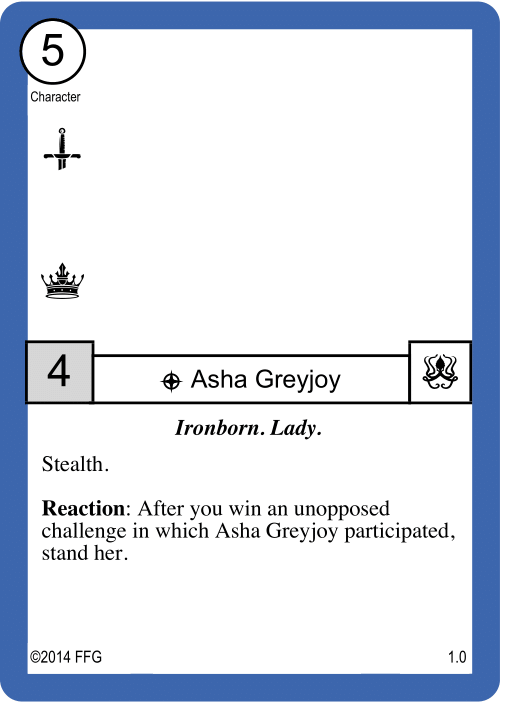 5
Character
4
Asha Greyjoy
Ironborn. Lady.
Stealth.
Reaction: After you win an unopposed
challenge in which Asha Greyjoy participated,
stand her.
©2014 FFG
1.0